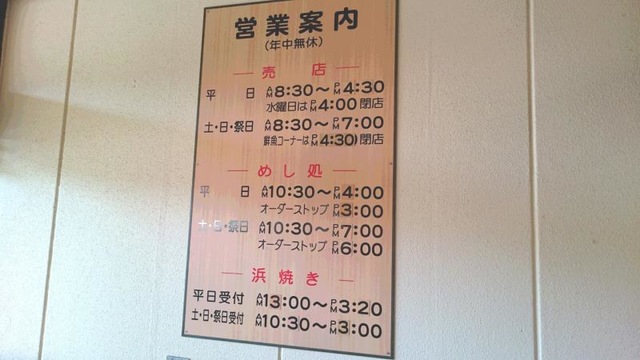 営業案内
(年中無休)
売 店
平 日 AM8:30～PM4:30
水曜日はPM4:00閉店
土・日・祭日 AM8:30～PM7:00
鮮魚コーナーはPM4:30閉店
めし処
平 日 AM10:30～PM4:00
オーダーストップPM3:00
土・日・祭日 AM10:30～PM7:00
オーダーストップPM6:00
浜焼き
平日受付 AM13:00～PM3:20
土・日・祭日受付 AM10:30～PM3:00